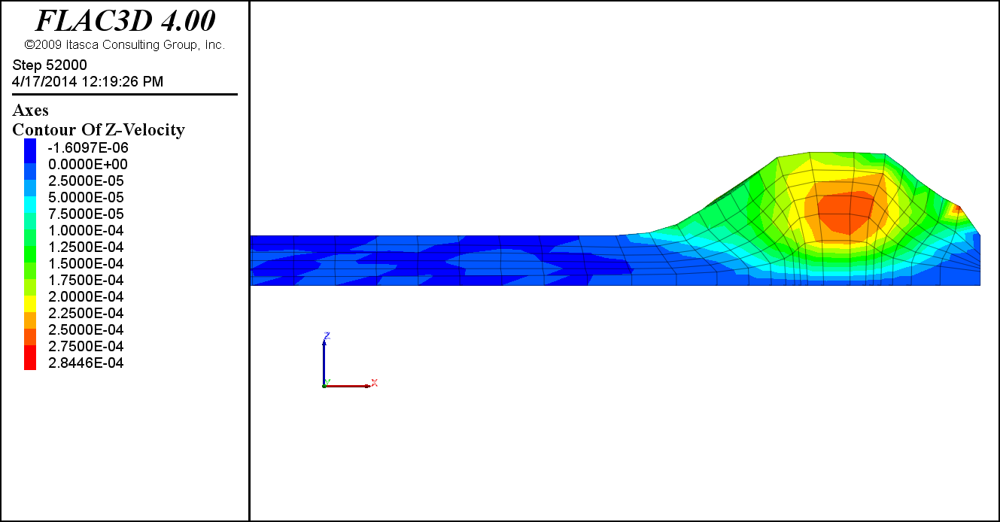 FLAC3D 4.00
©2009 Itasca Consulting Group, Inc.
Step 52000
4/17/2014 12:19:26 PM
Axes
Contour Of Z-Velocity
-1.6097E-06
0.0000E+00
2.5000E-05
5.0000E-05
7.5000E-05
1.0000E-04
1.2500E-04
1.5000E-04
1.7500E-04
2.0000E-04
2.2500E-04
2.5000E-04
2.7500E-04
2.8446E-04
Z
Y
X